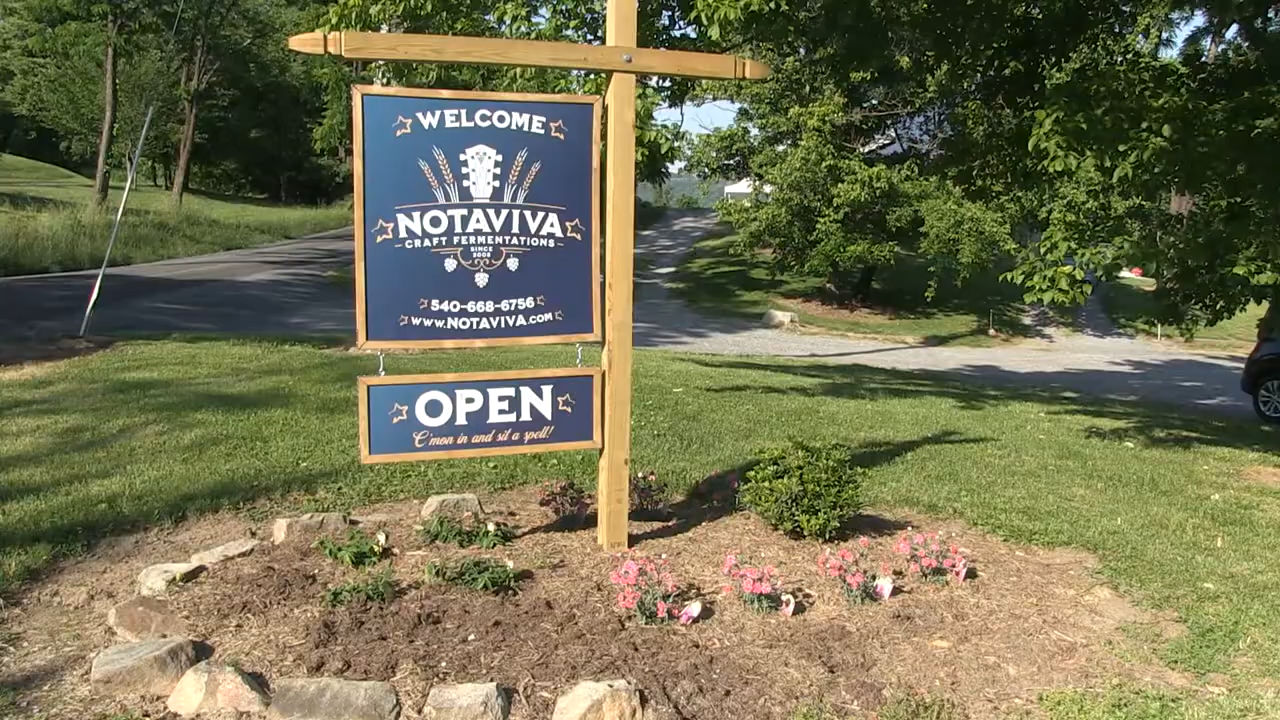 WELCOME
NOTAVIVA
CRAFT FERMENTATIONS
SINCE
2008
540-668-6756
www.NOTAVIVA.com
OPEN
C'mon in and sit a spell!